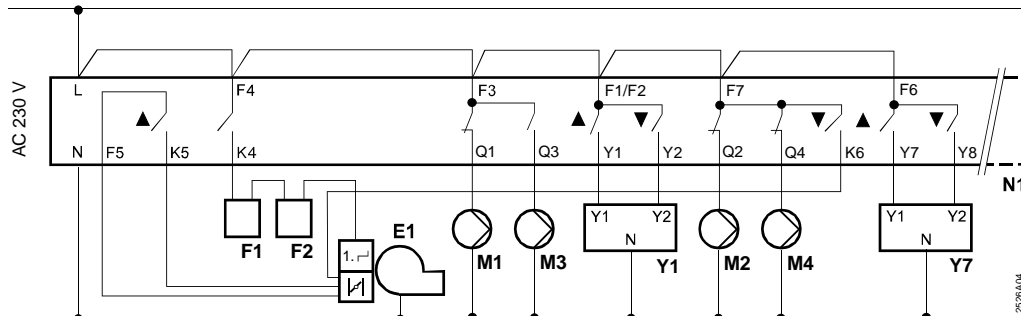 AC 230 V
L F4 F3 F1/F2 F7 F6
▲ ▲ ▼ ▼ ▲ ▼
N F5 K5 K4 Q1 Q3 Y1 Y2 Q2 Q4 K6 Y7 Y8
N1
Y1 Y2 Y1 Y2
N N
F1 F2 E1 M1 M3 Y1 M2 M4 Y7
1.
2526A04